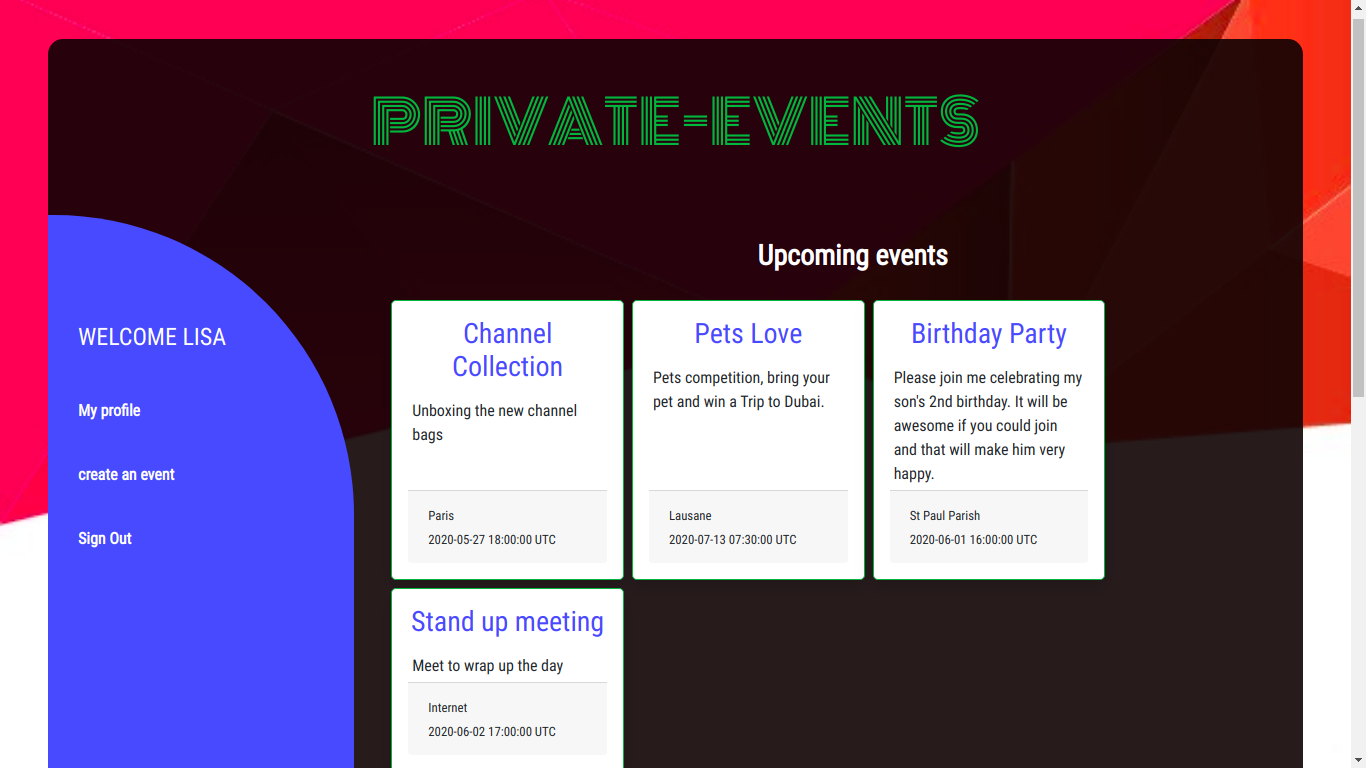 PRIVATE-EVENTS
WELCOME LISA
My profile
create an event
Sign Out
Upcoming events
Channel
Collection
Unboxing the new channel
bags
Paris
2020-05-27 18:00:00 UTC
Pets Love
Pets competition, bring your
pet and win a Trip to Dubai.
Lausane
2020-07-13 07:30:00 UTC
Birthday Party
Please join me celebrating my
son's 2nd birthday. It will be
awesome if you could join
and that will make him very
happy.
St Paul Parish
2020-06-01 16:00:00 UTC
Stand up meeting
Meet to wrap up the day
Internet
2020-06-02 17:00:00 UTC